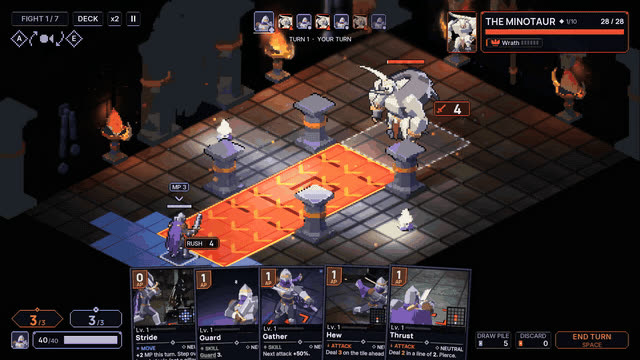 FIGHT 1/7
DECK
x2
TURN 1 · YOUR TURN
THE MINOTAUR
1/10
28/28
Wrath
A
E
4
MP 3
RUSH 4
0
AP
Lv. 1
Stride
MOVE
+2 MP this turn. Step
1
AP
Lv. 1
Guard
SKILL
Guard 3.
1
AP
Lv. 1
Gather
SKILL
Next attack +50%.
1
AP
Lv. 1
Hew
ATTACK
Deal 3 on the tile ahead
1
AP
Lv. 1
Thrust
ATTACK
NEUTRAL
Deal 2 in a line of 2. Pierce.
3/3
3/3
40/40
DRAW PILE
5
DISCARD
0
END TURN
SPACE